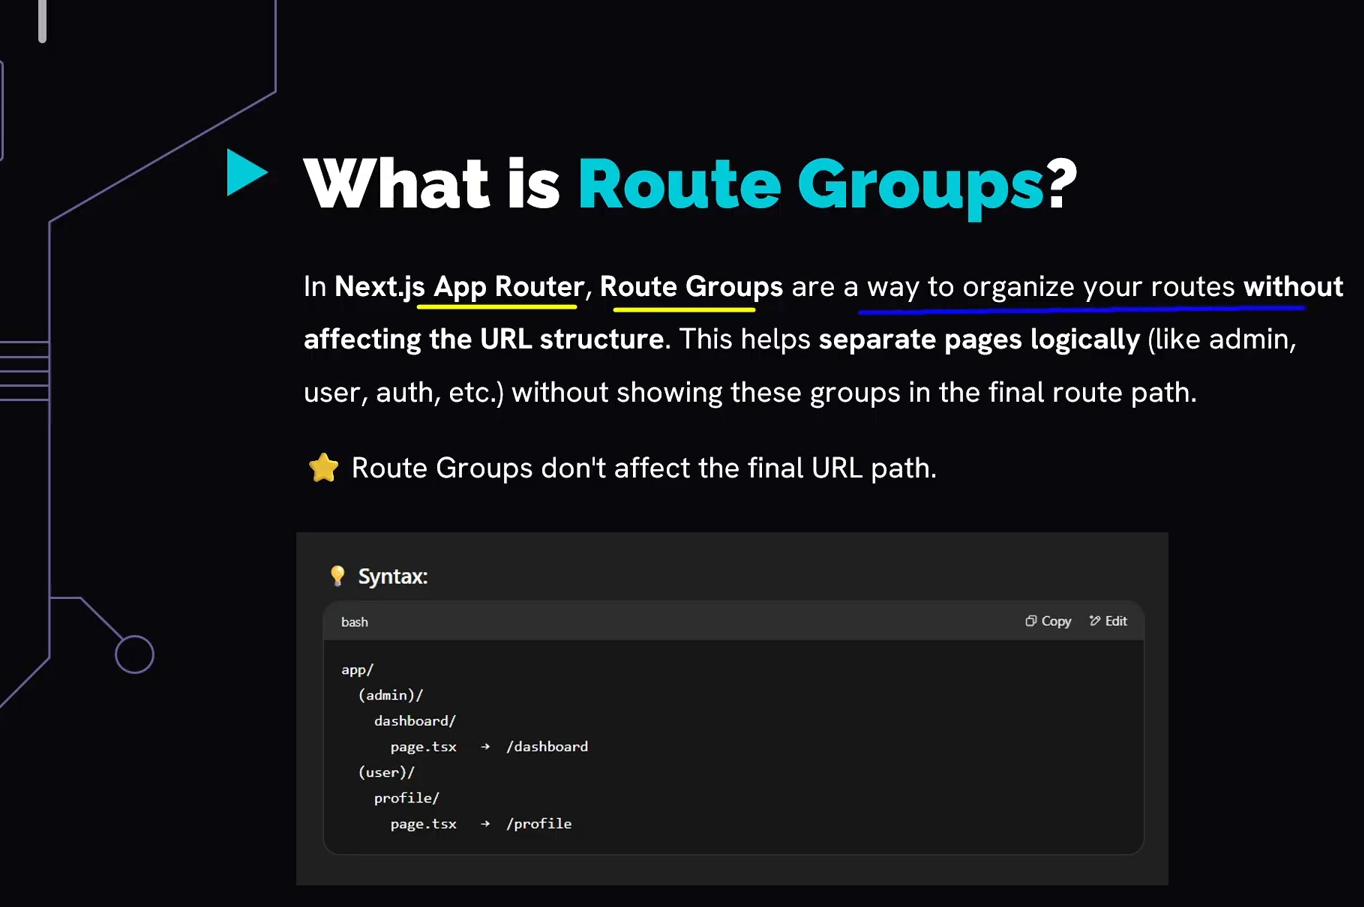 What is Route Groups?
In Next.js App Router, Route Groups are a way to organize your routes without
affecting the URL structure. This helps separate pages logically (like admin,
user, auth, etc.) without showing these groups in the final route path.
⭐ Route Groups don't affect the final URL path.
💡 Syntax:
bash Copy Edit
app/
(admin)/
dashboard/
page.tsx → /dashboard
(user)/
profile/
page.tsx → /profile